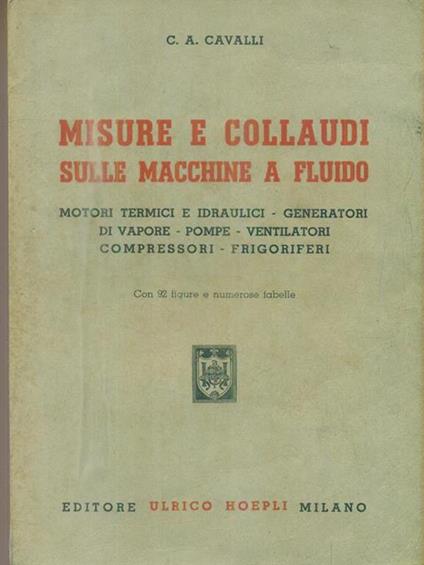 C. A. CAVALLI
MISURE E COLLAUDI
SULLE MACCHINE A FLUIDO
MOTORI TERMICI E IDRAULICI - GENERATORI
DI VAPORE - POMPE - VENTILATORI
COMPRESSORI - FRIGORIFERI
Con 92 figure e numerose tabelle
EDITORE ULRICO HOEPLI MILANO